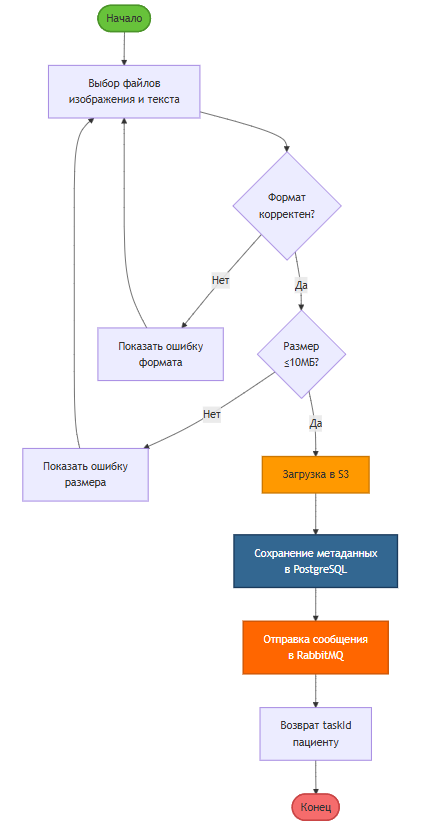 Начало
Выбор файлов
изображения и текста
Формат
корректен?
Нет
Да
Показать ошибку
формата
Размер
≤10МБ?
Нет
Да
Показать ошибку
размера
Загрузка в S3
Сохранение метаданных
в PostgreSQL
Отправка сообщения
в RabbitMQ
Возврат taskId
пациенту
Конец